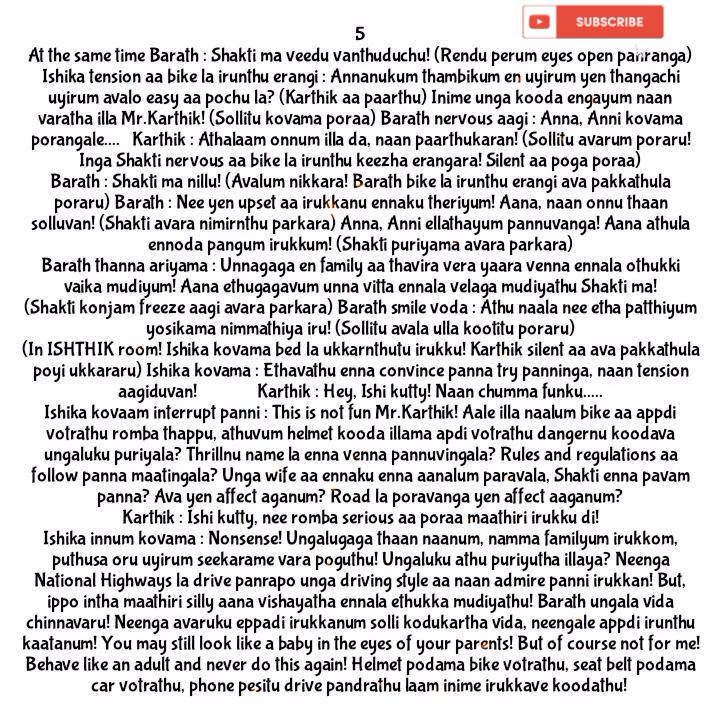 SUBSCRIBE
5
At the same time Barath : Shakti ma veedu vanthuduchu! (Rendu perum eyes open pakranga)
Ishika tension aa bike la irunthu erangi : Annanukum thambikum en uyirum yen thangachi
uyirum avalo easy aa pochu la? (Karthik aa paarthu) Inime unga kooda engayum naan
varatha illa Mr.Karthik! (Sollitu kovama poraa) Barath nervous aagi : Anna, Anni kovama
porangale.... Karthik : Athalaam onnum illa da, naan paarthukaran! (Sollitu avarum poraru!
Inga Shakti nervous aa bike la irunthu keezha erangara! Silent aa poga poraa)
Barath : Shakti ma nillu! (Avalum nikkara! Barath bike la irunthu erangi ava pakkathula
poraru) Barath : Nee yen upset aa irukkanu ennaku theriyum! Aana, naan onnu thaan
solluvan! (Shakti avara nimirnthu parkara) Anna, Anni ellathayum pannuvanga! Aana athula
ennoda pangum irukkum! (Shakti puriyama avara parkara)
Barath thanna ariyama : Unnagaga en family aa thavira vera yaara venna ennala othukki
vaika mudiyum! Aana ethugagavum unna vitta ennala velaga mudiyathu Shakti ma!
(Shakti konjam freeze aagi avara parkara) Barath smile voda : Athu naala nee etha patthiyum
yosikama nimmathiya iru! (Sollitu avala ulla kootitu poraru)
(In ISHTHIK room! Ishika kovama bed la ukkarnthutu irukku! Karthik silent aa ava pakkathula
poyi ukkararu) Ishika kovama : Ethavathu enna convince panna try panninga, naan tension
aagiduvan! Karthik : Hey, Ishi kutty! Naan chumma funku.....
Ishika kovaam interrupt panni : This is not fun Mr.Karthik! Aale illa naalum bike aa appdi
votrathu romba thappu, athuvum helmet kooda illama apdi votrathu dangernu koodava
ungaluku puriyala? Thrillnu name la enna venna pannuvingala? Rules and regulations aa
follow panna maatingala? Unga wife aa ennaku enna aanalum paravala, Shakti enna pavam
panna? Ava yen affect aganum? Road la poravanga yen affect aaganum?
Karthik : Ishi kutty, nee romba serious aa poraa maathiri irukku di!
Ishika innum kovama : Nonsense! Ungalugaga thaan naanum, namma familyum irukkom,
puthusa oru uyirum seekarame vara poguthu! Ungaluku athu puriyutha illaya? Neenga
National Highways la drive panrapo unga driving style aa naan admire panni irukkan! But,
ippo intha maathiri silly aana vishayatha ennala ethukka mudiyathu! Barath ungala vida
chinnavaru! Neenga avaruku eppadi irukkanum solli kodukartha vida, neengale appdi irunthu
kaatanum! You may still look like a baby in the eyes of your parents! But of course not for me!
Behave like an adult and never do this again! Helmet podama bike votrathu, seat belt podama
car votrathu, phone pesitu drive pandrathu laam inime irukkave koodathu!